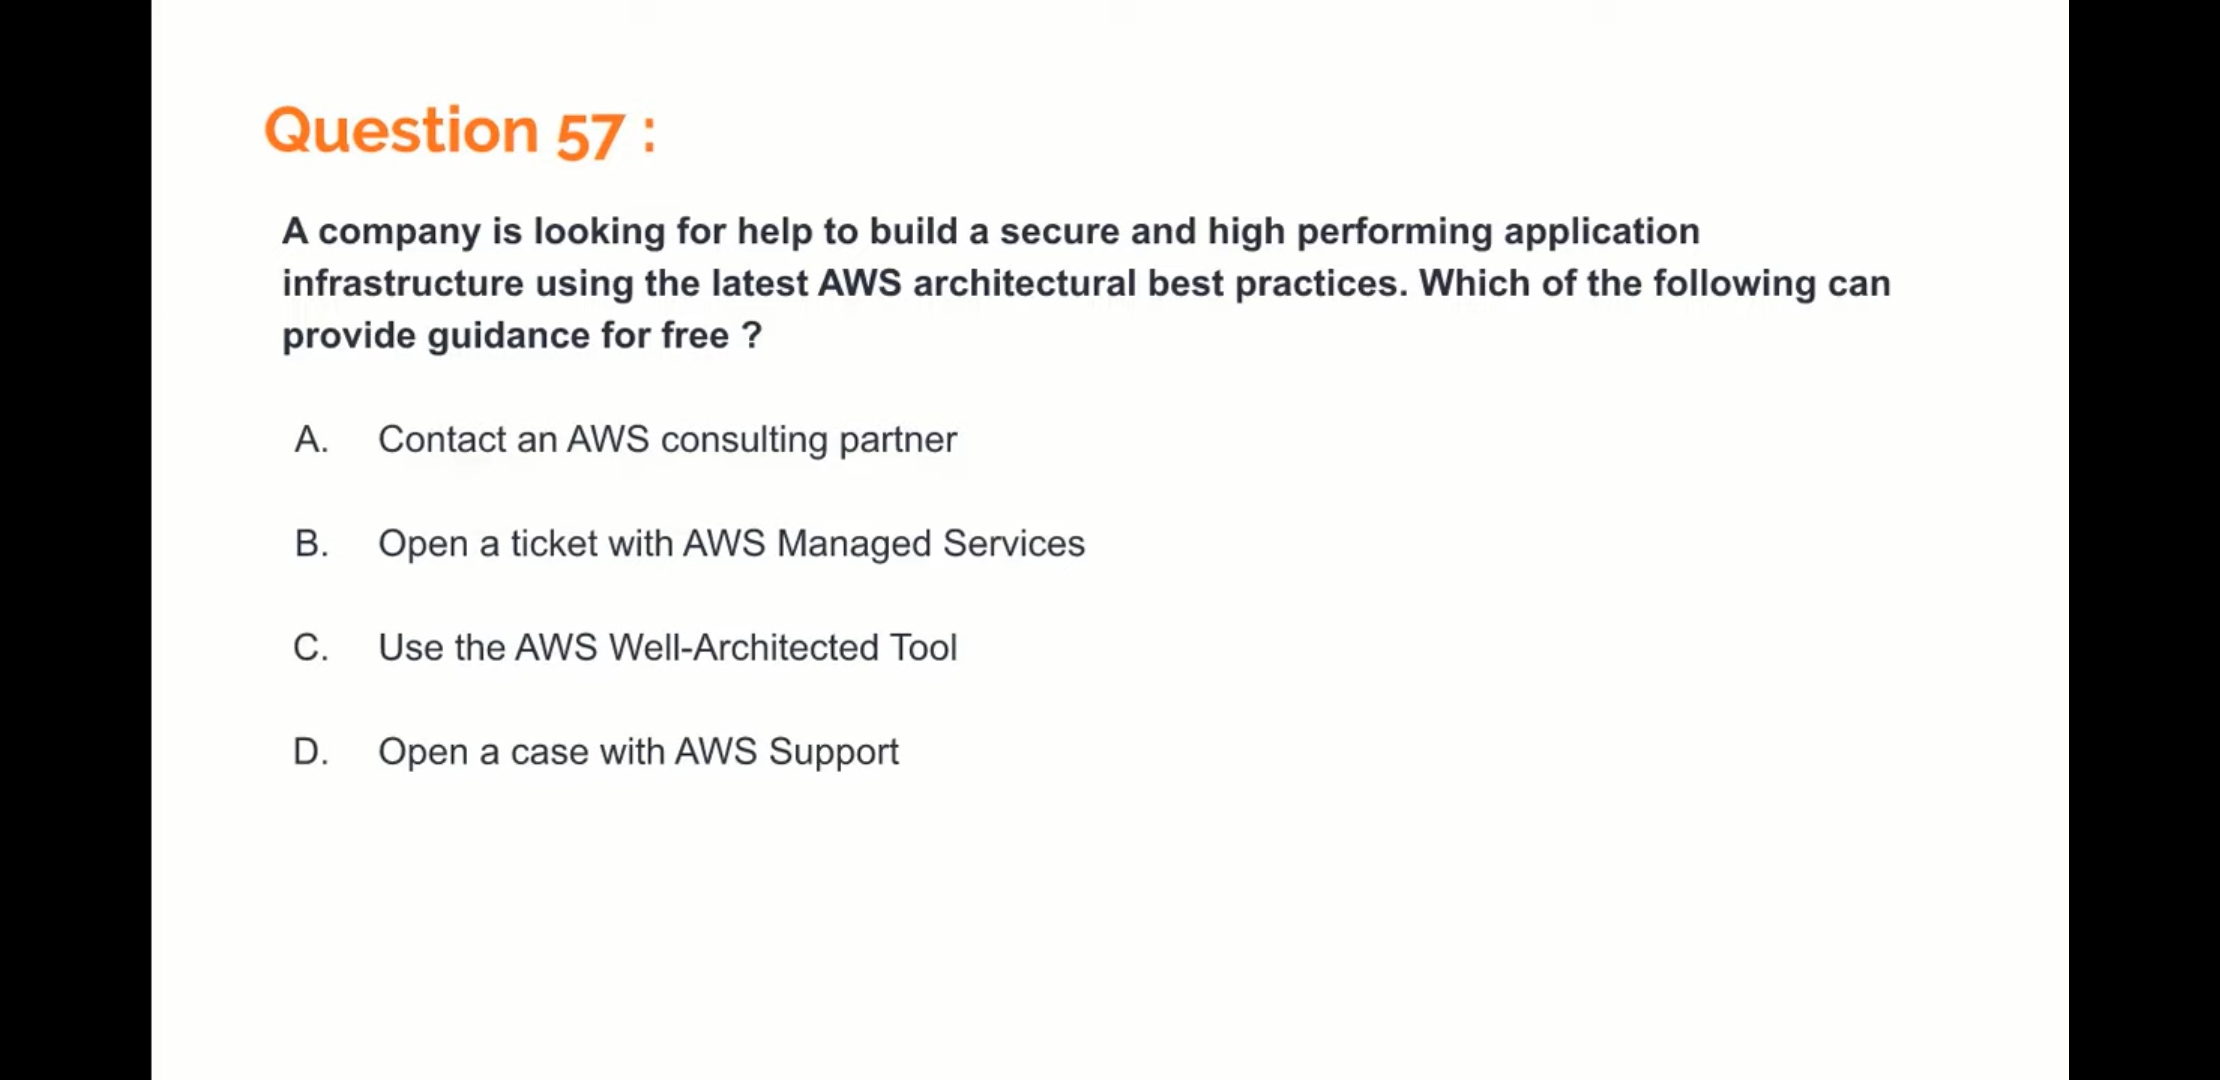 Question 57 :
A company is looking for help to build a secure and high performing application
infrastructure using the latest AWS architectural best practices. Which of the following can
provide guidance for free ?
A. Contact an AWS consulting partner
B. Open a ticket with AWS Managed Services
C. Use the AWS Well-Architected Tool
D. Open a case with AWS Support